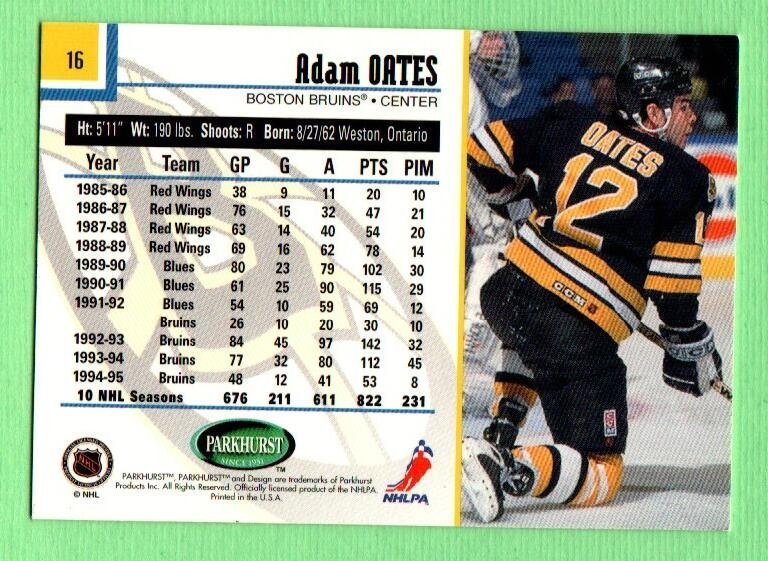 16
Adam OATES
BOSTON BRUINS® • CENTER
Ht: 5'11" Wt: 190 lbs. Shoots: R Born: 8/27/62 Weston, Ontario
Year Team GP G A PTS PIM
1985-86 Red Wings 38 9 11 20 10
1986-87 Red Wings 76 15 32 47 21
1987-88 Red Wings 63 14 40 54 20
1988-89 Red Wings 69 16 62 78 14
1989-90 Blues 80 23 79 102 30
1990-91 Blues 61 25 90 115 29
1991-92 Blues 54 10 59 69 12
Bruins 26 10 20 30 10
1992-93 Bruins 84 45 97 142 32
1993-94 Bruins 77 32 80 112 45
1994-95 Bruins 48 12 41 53 8
10 NHL Seasons 676 211 611 822 231
PARKHURST
SINCE 1951
TM
NHL
© NHL
PARKHURST™, PARKHURST™ and Design are trademarks of Parkhurst
Products Inc. All Rights Reserved. Officially licensed product of the NHLPA.
Printed in the U.S.A.
NHLPA
OATES
12
12
CCM
CCM